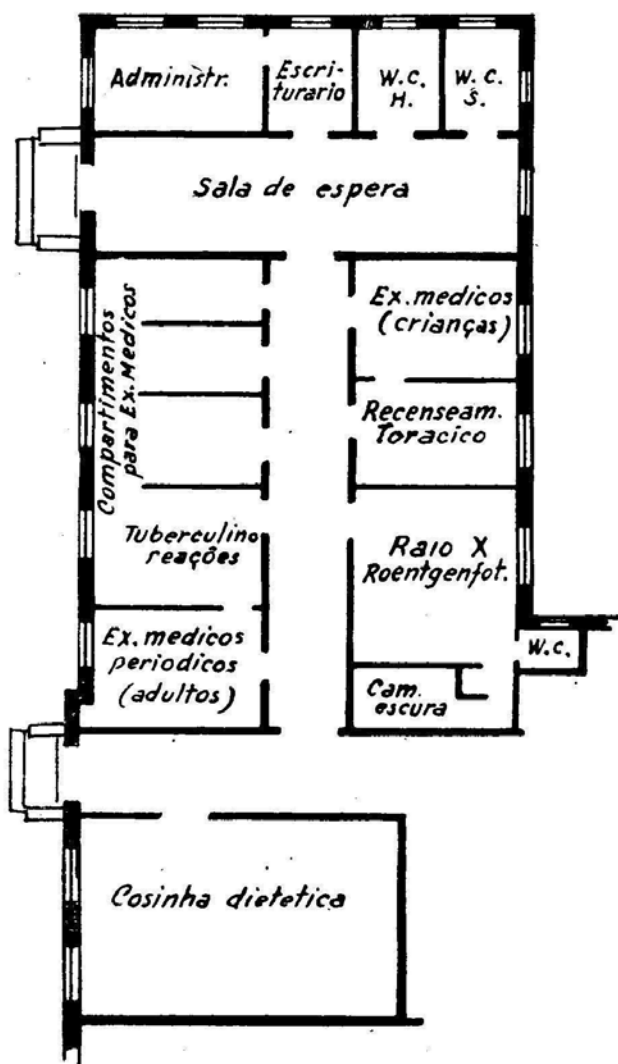 Administr.
Escri-
turario
W.C.
H.
W.C.
S.
Sala de espera
Compartimentos
para Ex. Medicos
Ex. medicos
(crianças)
Recenseam.
Toracico
Tuberculino
reações
Raio X
Roentgenfot.
Ex. medicos
periodicos
(adultos)
W.C.
Cam.
escura
Cosinha dietetica